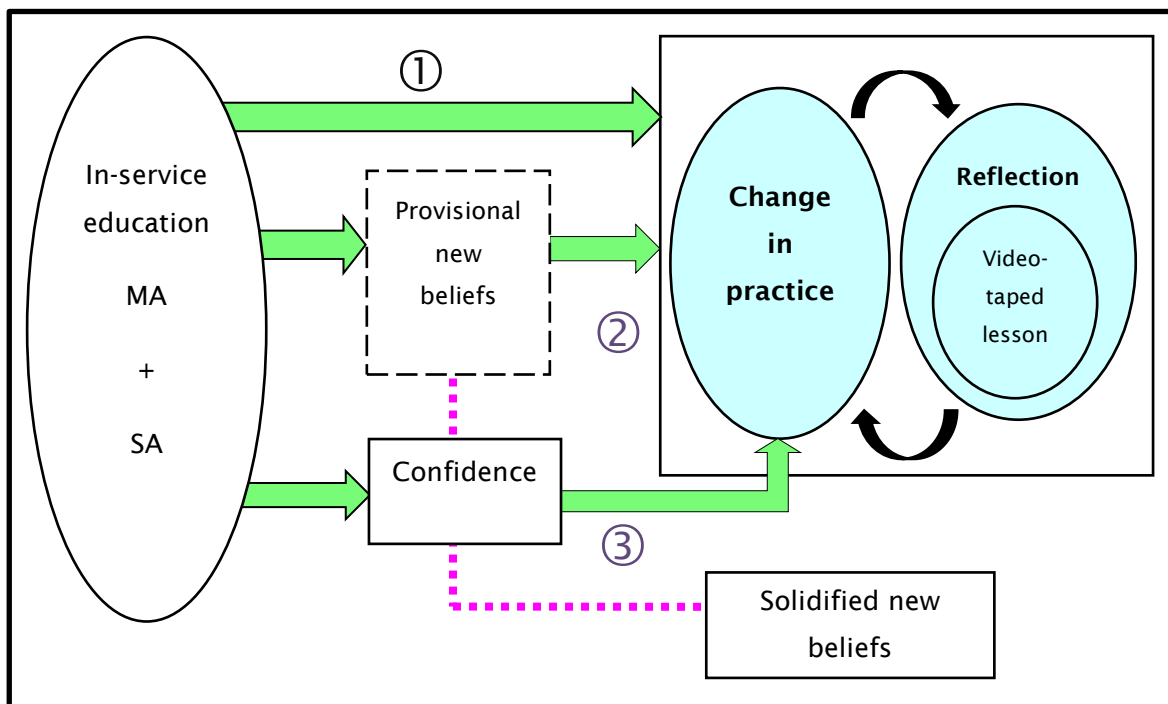 ①
In-service
education
MA
+
SA
Provisional
new
beliefs
②
Change
in
practice
Reflection
Video-
taped
lesson
Confidence
③
Solidified new
beliefs